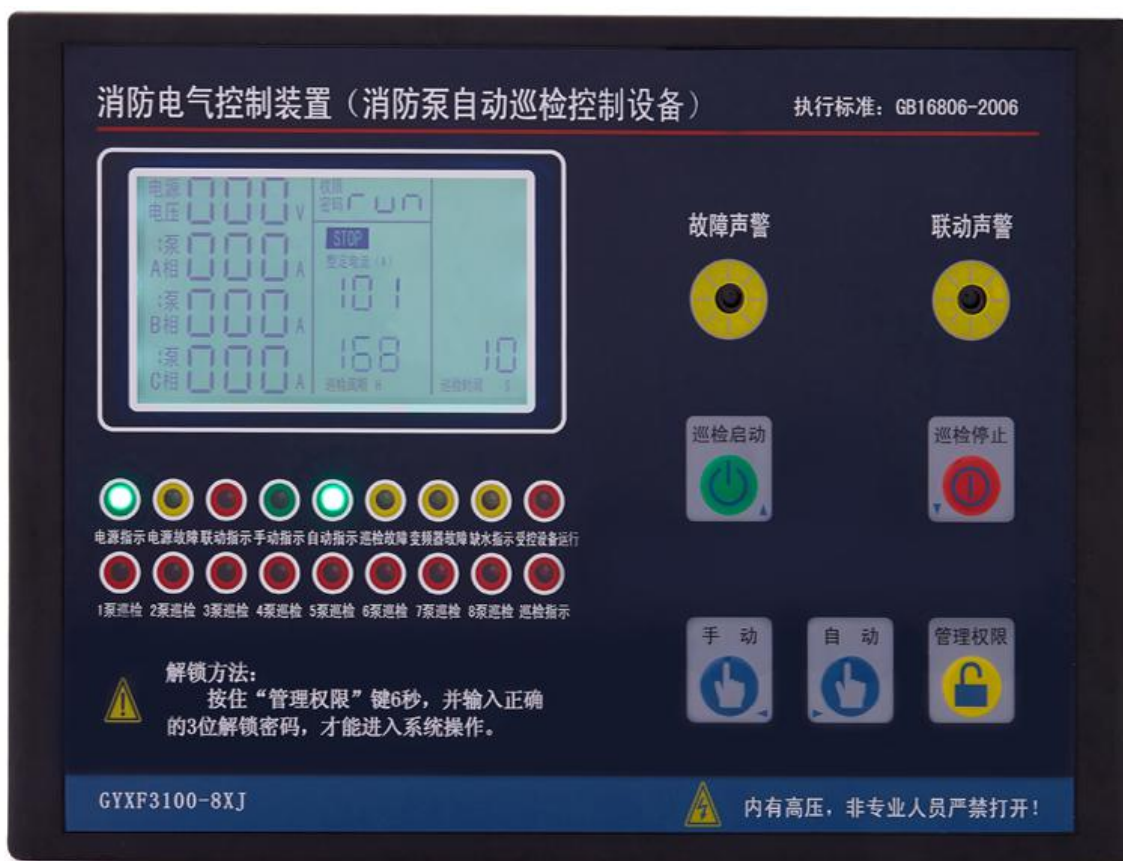 消防电气控制装置（消防泵自动巡检控制设备） 执行标准：GB16806-2006
电源电压 000 V
权限密码 run
1泵A相 000 A
STOP
整定电流（A）
101
1泵B相 000 A
1泵C相 000 A
168
巡检周期 H
10
巡检时间 S
故障声警 联动声警
巡检启动 巡检停止
电源指示 电源故障 联动指示 手动指示 自动指示 巡检故障 变频器故障 缺水指示 受控设备运行
1泵巡检 2泵巡检 3泵巡检 4泵巡检 5泵巡检 6泵巡检 7泵巡检 8泵巡检 巡检指示
手 动 自 动 管理权限
解锁方法：
按住“管理权限”键6秒，并输入正确
的3位解锁密码，才能进入系统操作。
GYXF3100-8XJ
内有高压，非专业人员严禁打开！